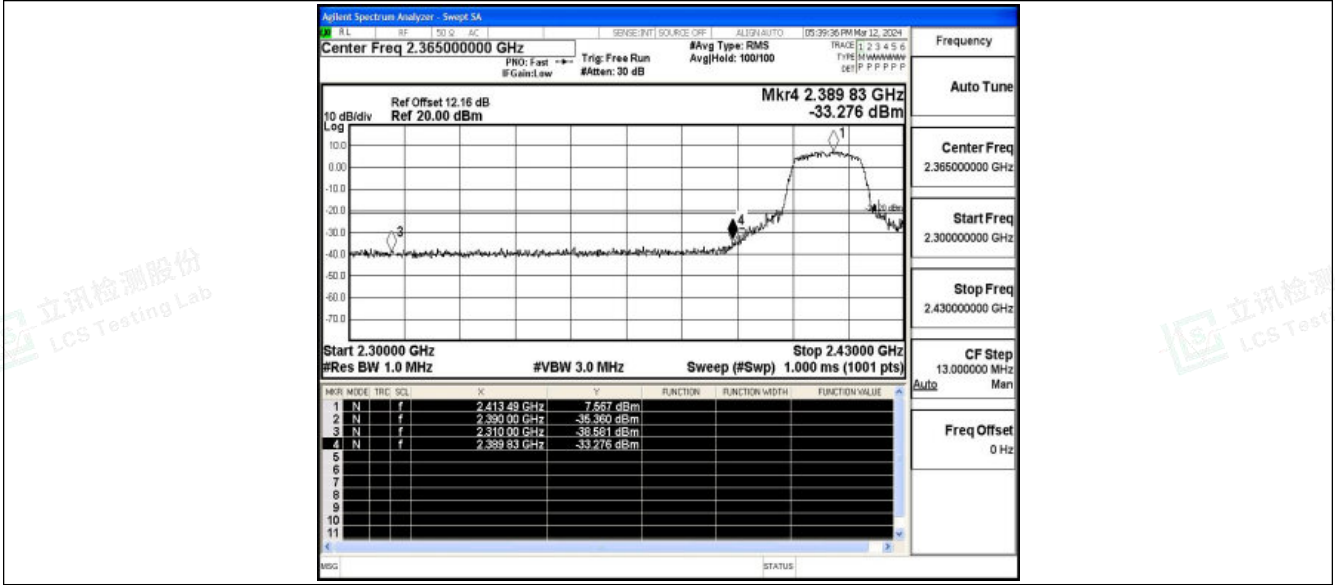 Agilent Spectrum Analyzer - Swept SA
RL RF 50 Ω AC SENSE:INT SOURCE OFF ALIGNAUTO 05:39:36 PM Mar 12, 2024
Center Freq 2.365000000 GHz
PNO: Fast
IFGain:Low
Trig: Free Run
#Atten: 30 dB
#Avg Type: RMS
Avg|Hold: 100/100
TRACE 1 2 3 4 5 6
TYPE
DET P P P P P P
Frequency
Auto Tune
Center Freq
2.365000000 GHz
Start Freq
2.300000000 GHz
Stop Freq
2.430000000 GHz
CF Step
13.000000 MHz
Auto Man
Freq Offset
0 Hz
Mkr4 2.389 83 GHz
-33.276 dBm
Ref Offset 12.16 dB
10 dB/div Ref 20.00 dBm
Log
10.0
0.00
-10.0
-20.0
-30.0
-40.0
-50.0
-60.0
-70.0
1
3
4
Start 2.30000 GHz Stop 2.43000 GHz
#Res BW 1.0 MHz #VBW 3.0 MHz Sweep (#Swp) 1.000 ms (1001 pts)
MKR MODE TRC SCL X Y FUNCTION FUNCTION WIDTH FUNCTION VALUE
1 N f 2.413 49 GHz 7.567 dBm
2 N f 2.390 00 GHz -35.360 dBm
3 N f 2.310 00 GHz -38.581 dBm
4 N f 2.389 83 GHz -33.276 dBm
5
6
7
8
9
10
11
MSG STATUS
立讯检测股份
LCS Testing Lab
立讯检测
LCS Test